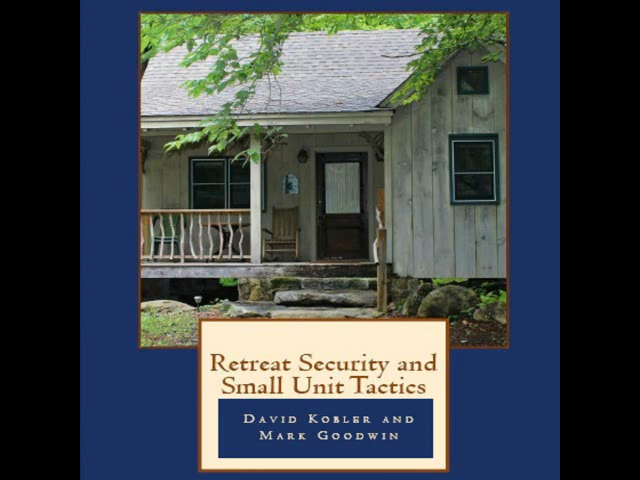 Retreat Security and
Small Unit Tactics
David Kobler and
Mark Goodwin